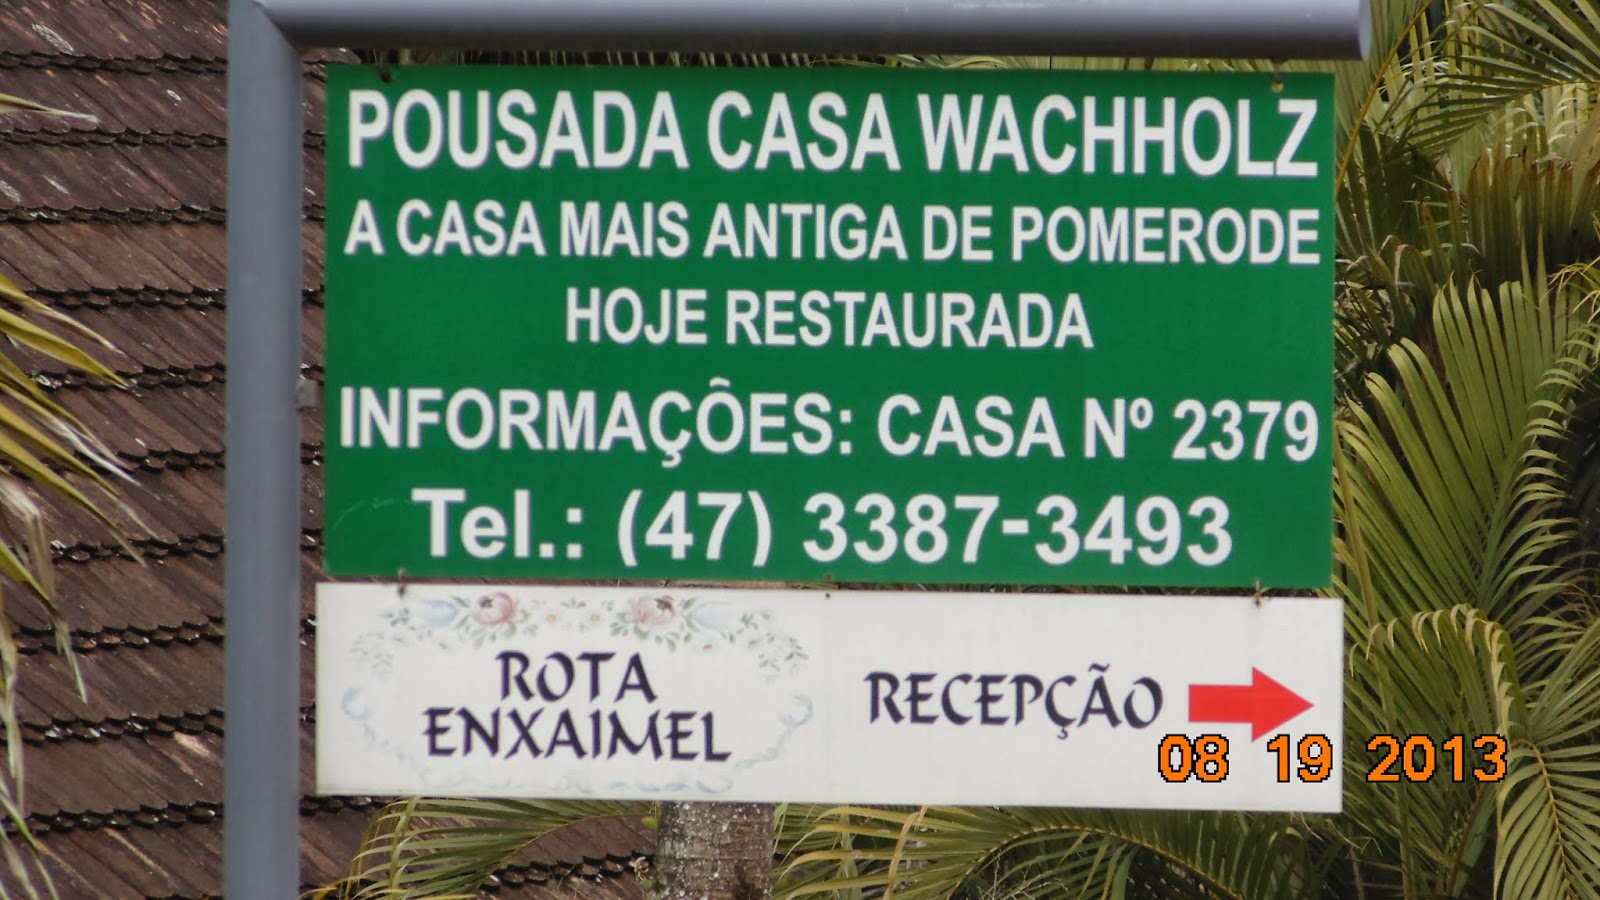 POUSADA CASA WACHHOLZ
A CASA MAIS ANTIGA DE POMERODE
HOJE RESTAURADA
INFORMAÇÕES: CASA Nº 2379
Tel.: (47) 3387-3493
ROTA
ENXAIMEL
RECEPÇÃO
08 19 2013